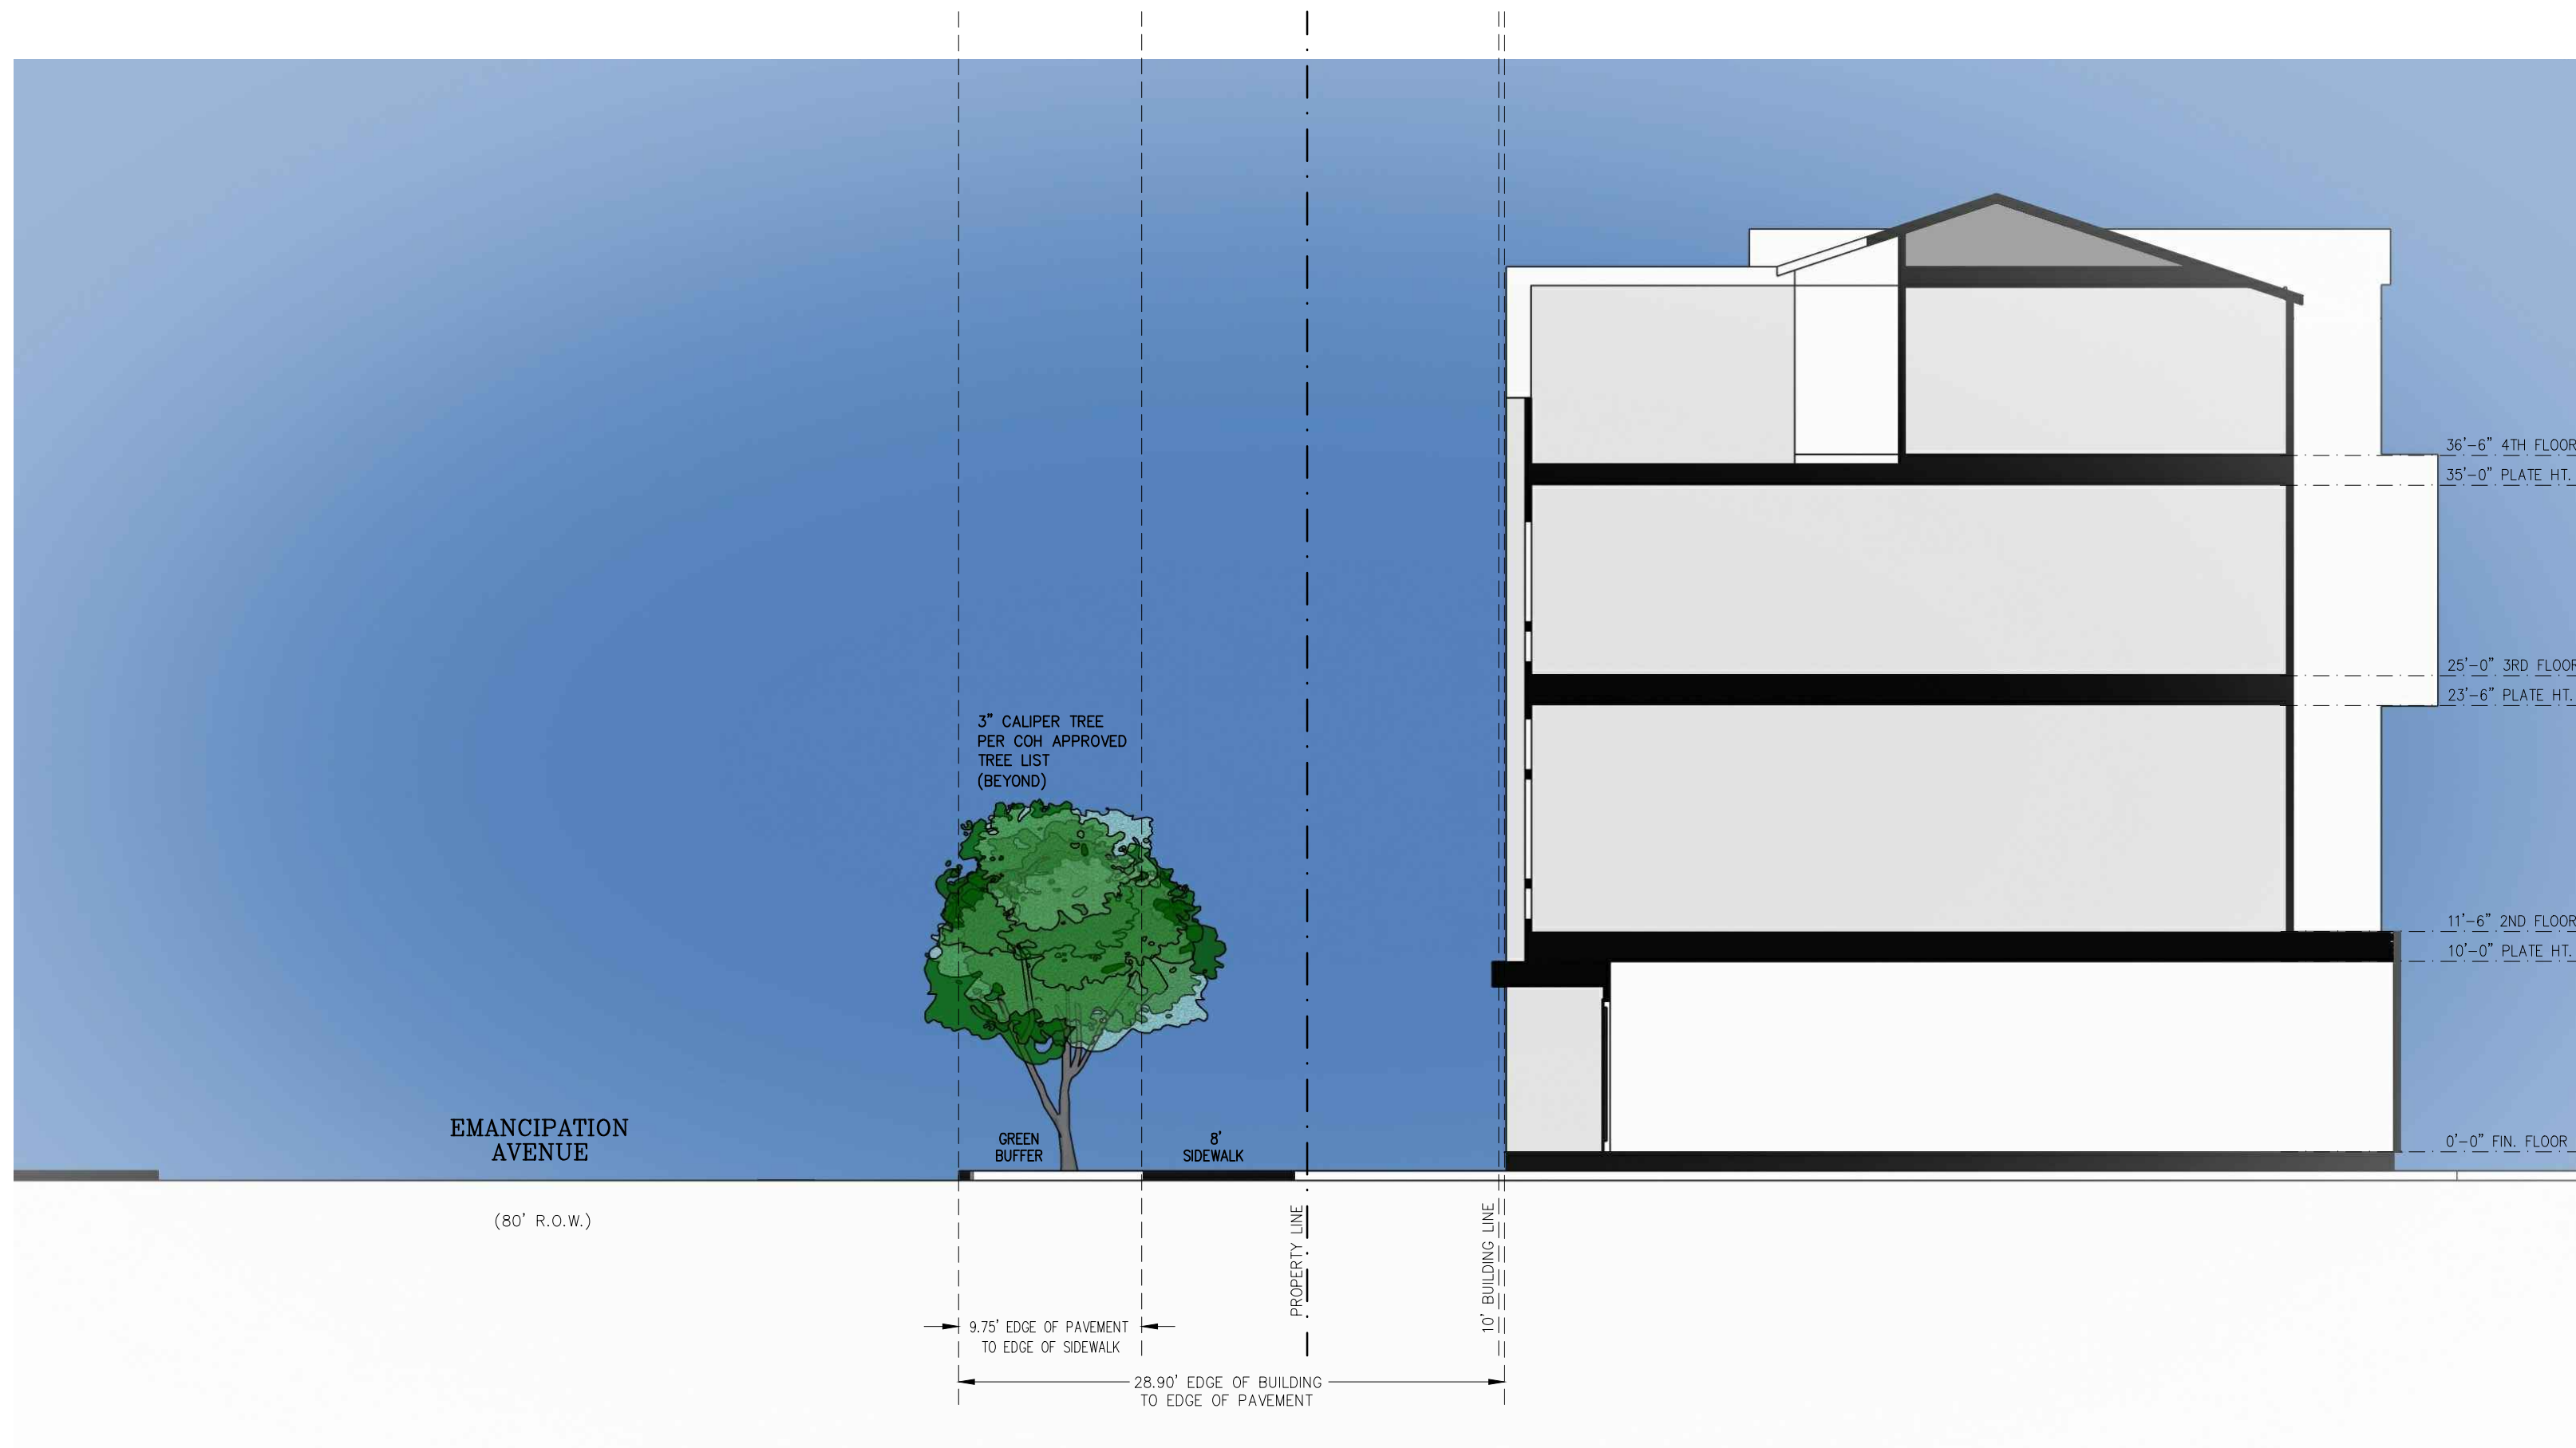 36'-6" 4TH FLOOR
35'-0" PLATE HT.
25'-0" 3RD FLOOR
23'-6" PLATE HT.
3" CALIPER TREE
PER COH APPROVED
TREE LIST
(BEYOND)
11'-6" 2ND FLOOR
10'-0" PLATE HT.
EMANCIPATION
AVENUE
GREEN
BUFFER
8'
SIDEWALK
0'-0" FIN. FLOOR
(80' R.O.W.)
PROPERTY LINE
10' BUILDING LINE
9.75' EDGE OF PAVEMENT
TO EDGE OF SIDEWALK
28.90' EDGE OF BUILDING
TO EDGE OF PAVEMENT